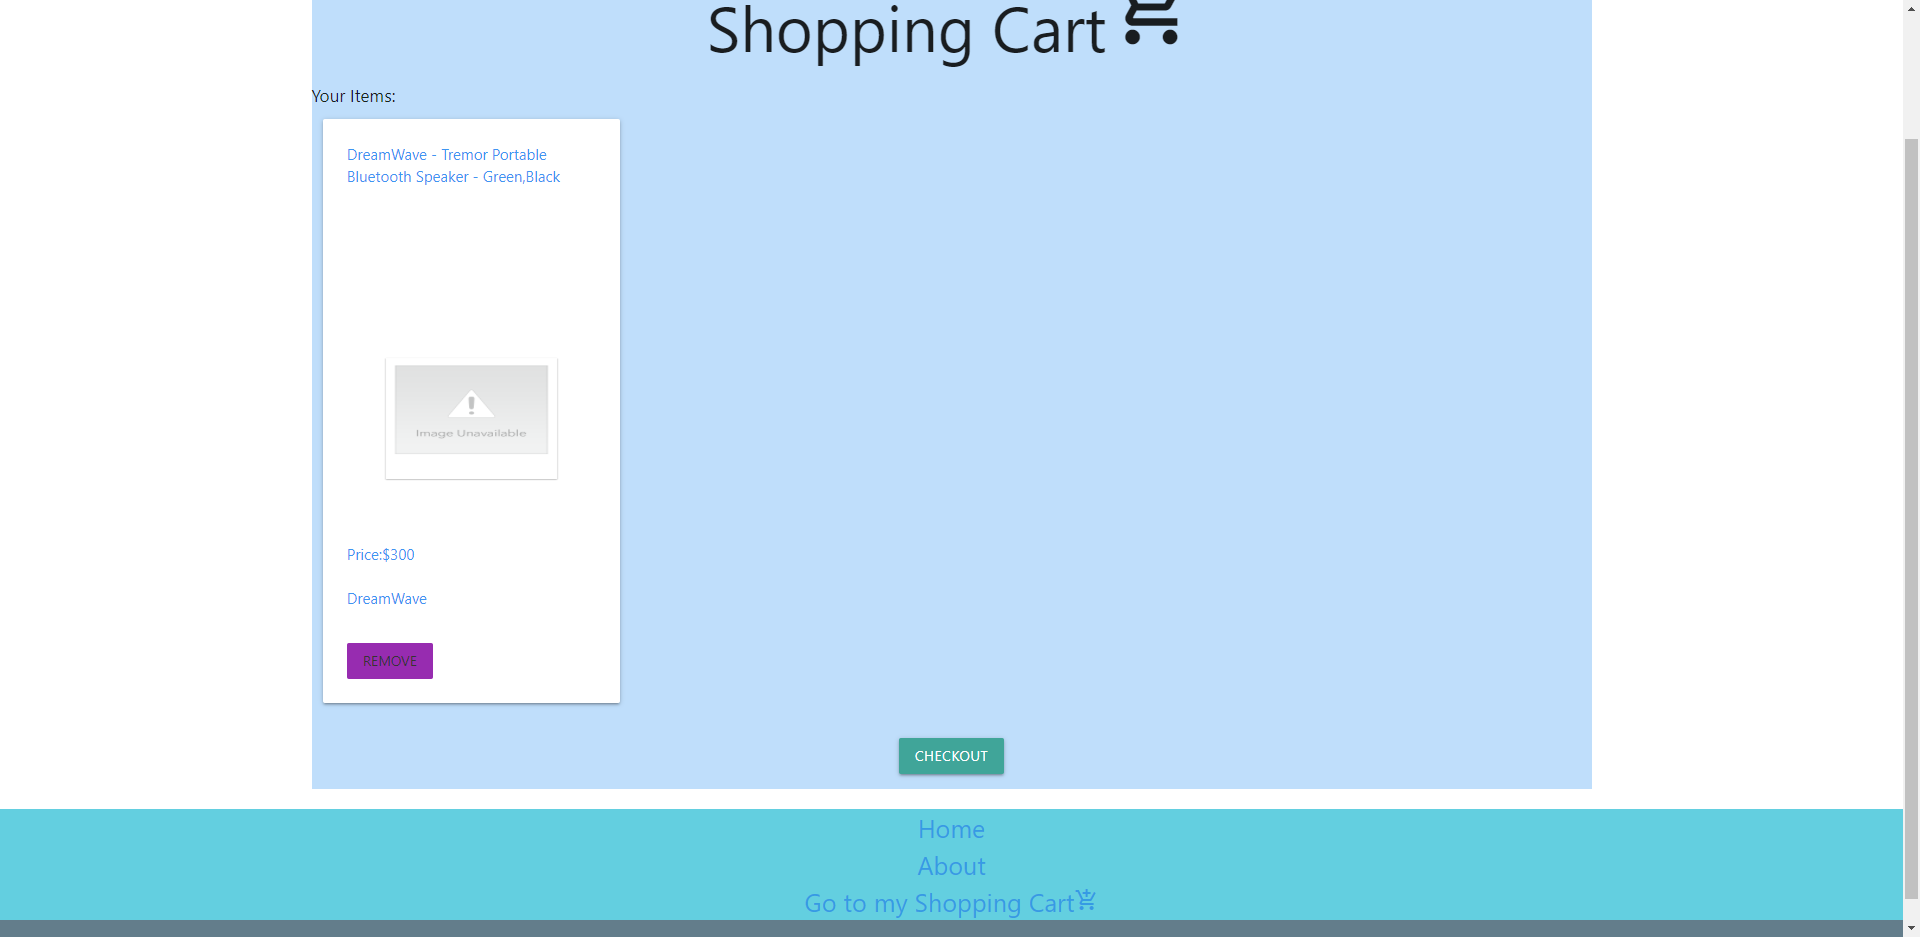 Shopping Cart
Your Items:
DreamWave - Tremor Portable
Bluetooth Speaker - Green,Black
Image Unavailable
Price:$300
DreamWave
REMOVE
CHECKOUT
Home
About
Go to my Shopping Cart